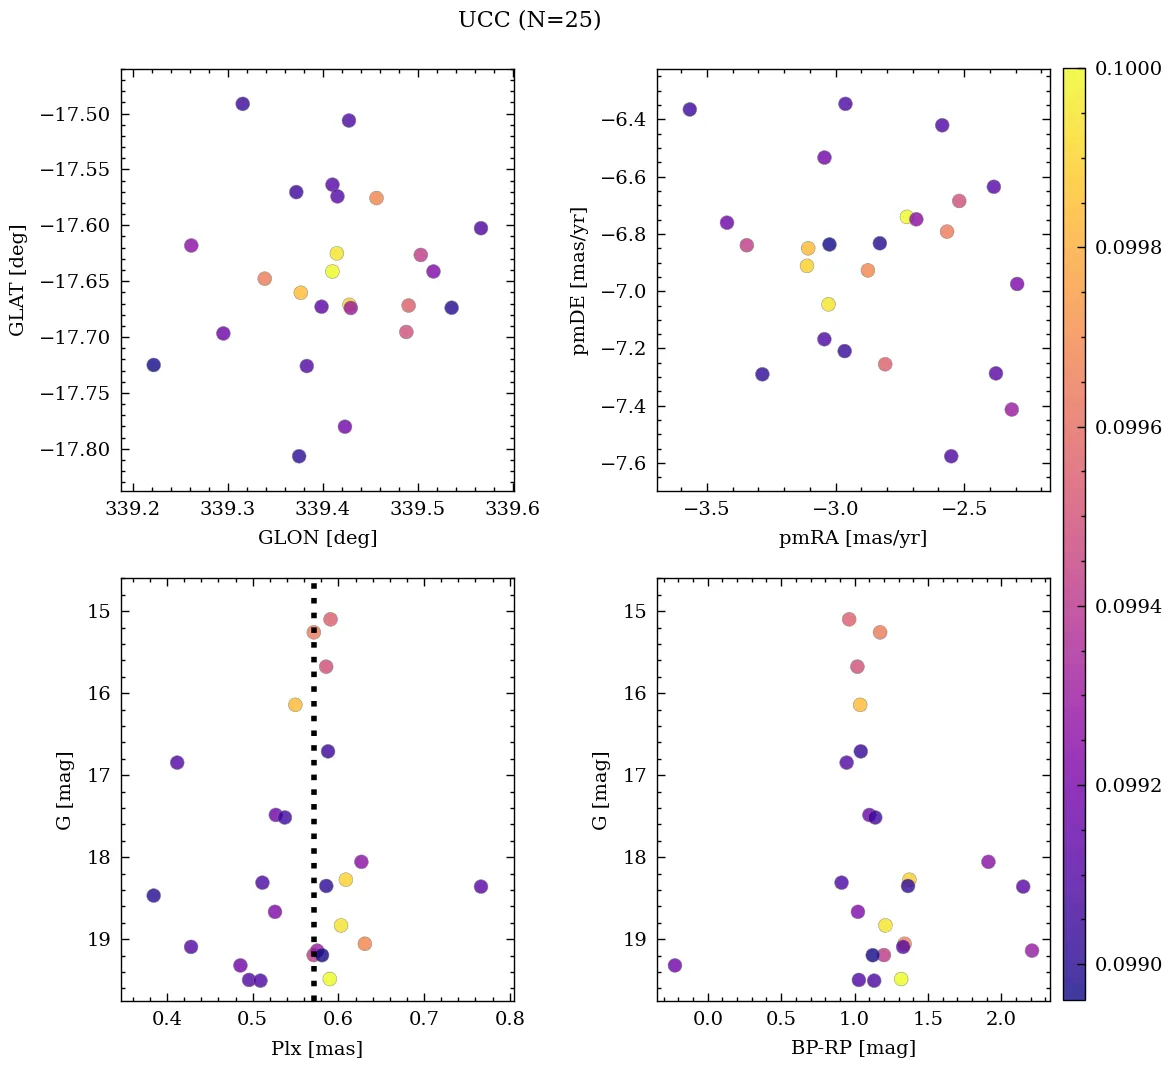 UCC (N=25)
−17.50
−17.55
−17.60
−17.65
−17.70
−17.75
−17.80
GLAT [deg]
339.2 339.3 339.4 339.5 339.6
GLON [deg]
−6.4
−6.6
−6.8
−7.0
−7.2
−7.4
−7.6
pmDE [mas/yr]
−3.5 −3.0 −2.5
pmRA [mas/yr]
15
16
17
18
19
G [mag]
0.4 0.5 0.6 0.7 0.8
Plx [mas]
15
16
17
18
19
G [mag]
0.0 0.5 1.0 1.5 2.0
BP-RP [mag]
0.1000
0.0998
0.0996
0.0994
0.0992
0.0990